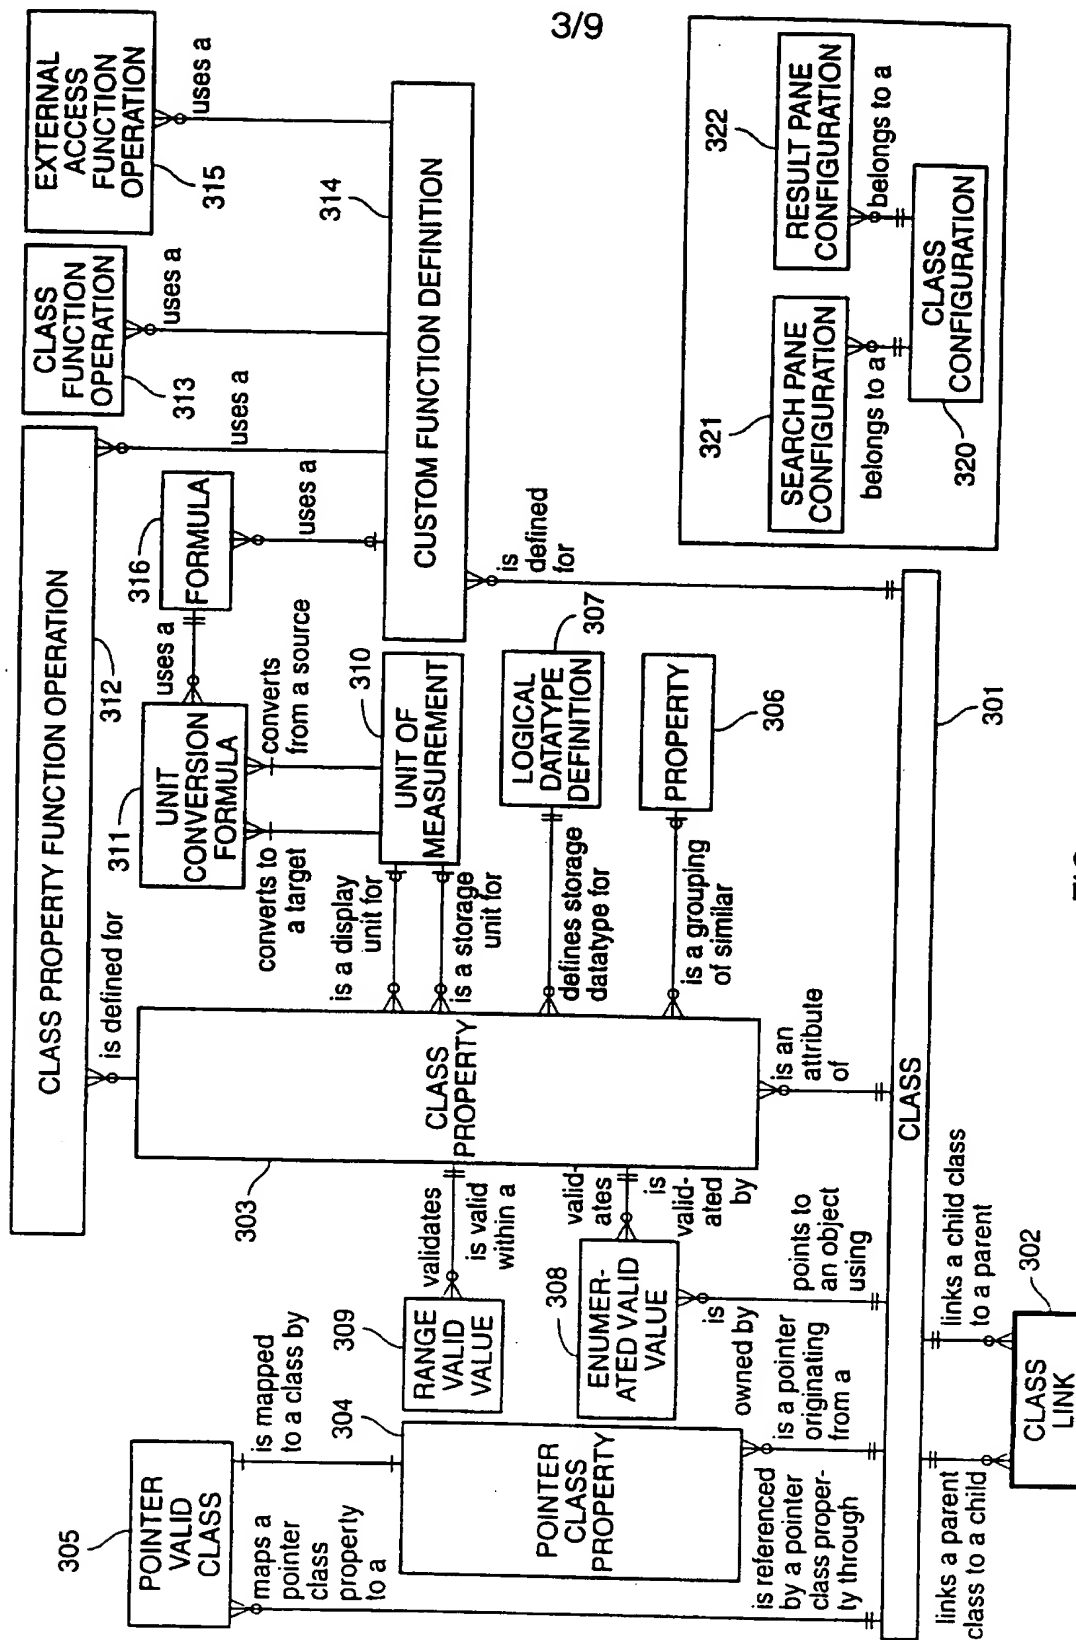 3/9
CLASS PROPERTY FUNCTION OPERATION
312
CLASS
FUNCTION
OPERATION
313
EXTERNAL
ACCESS
FUNCTION
OPERATION
315
is defined for
uses a
uses a
uses a
UNIT
CONVERSION
FORMULA
311
uses a
FORMULA
316
uses a
CUSTOM FUNCTION DEFINITION
314
converts to
a target
converts
from a source
UNIT OF
MEASUREMENT
310
is a display
unit for
is a storage
unit for
CLASS
PROPERTY
303
LOGICAL
DATATYPE
DEFINITION
307
defines storage
datatype for
PROPERTY
306
is a grouping
of similar
is defined
for
is an
attribute
of
validates
is valid
within a
RANGE
VALID
VALUE
309
valid-
ates
is
valid-
ated
by
ENUMER-
ATED VALID
VALUE
308
is
owned by
points to
an object
using
POINTER
VALID
CLASS
305
is mapped
to a class by
maps a
pointer
class
property
to a
POINTER
CLASS
PROPERTY
304
is a pointer
originating
from a
is referenced
by a pointer
class proper-
ty through
CLASS
301
links a parent
class to a child
links a child class
to a parent
CLASS
LINK
302
SEARCH PANE
CONFIGURATION
321
RESULT PANE
CONFIGURATION
322
belongs to a
belongs to a
CLASS
CONFIGURATION
320